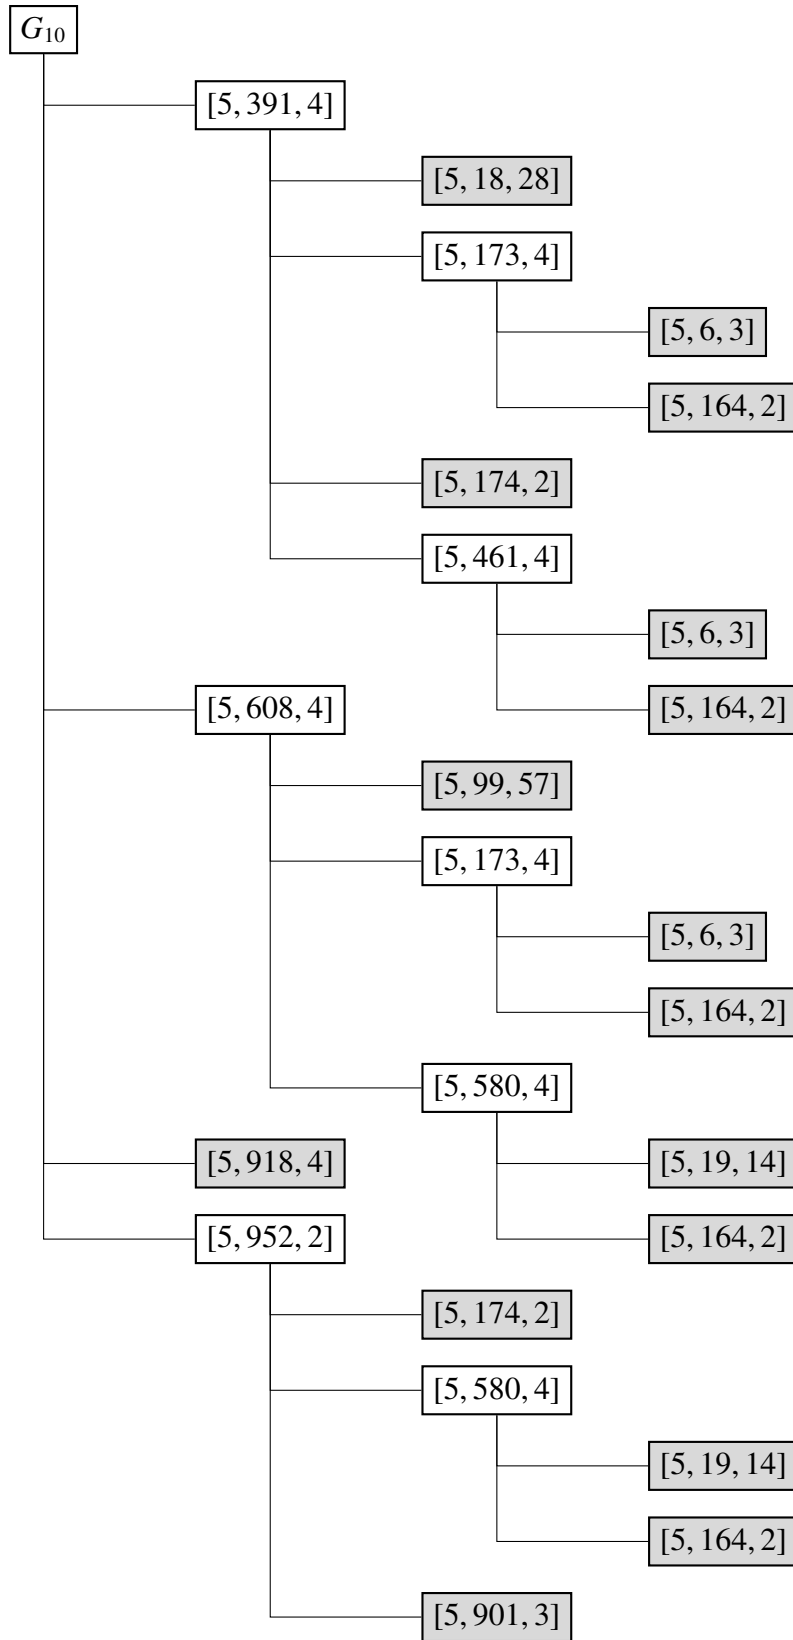 G₁₀
[5, 391, 4]
[5, 18, 28]
[5, 173, 4]
[5, 6, 3]
[5, 164, 2]
[5, 174, 2]
[5, 461, 4]
[5, 6, 3]
[5, 164, 2]
[5, 608, 4]
[5, 99, 57]
[5, 173, 4]
[5, 6, 3]
[5, 164, 2]
[5, 580, 4]
[5, 918, 4]
[5, 19, 14]
[5, 952, 2]
[5, 164, 2]
[5, 174, 2]
[5, 580, 4]
[5, 19, 14]
[5, 164, 2]
[5, 901, 3]